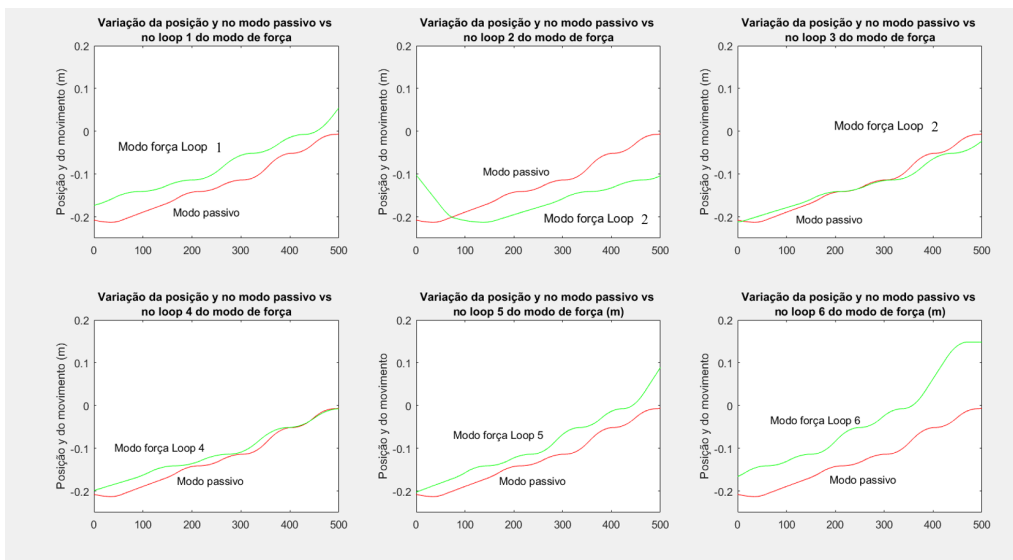 Variação da posição y no modo passivo vs
no loop 1 do modo de força
Posição y do movimento (m)
0.2
0.1
0
-0.1
-0.2
Modo força Loop 1
Modo passivo
0 100 200 300 400 500
Variação da posição y no modo passivo vs
no loop 2 do modo de força
Posição y do movimento (m)
0.2
0.1
0
-0.1
-0.2
Modo passivo
Modo força Loop 2
0 100 200 300 400 500
Variação da posição y no modo passivo vs
no loop 3 do modo de força
Posição y do movimento (m)
0.2
0.1
0
-0.1
-0.2
Modo força Loop 2
Modo passivo
0 100 200 300 400 500
Variação da posição y no modo passivo vs
no loop 4 do modo de força
Posição y do movimento (m)
0.2
0.1
0
-0.1
-0.2
Modo força Loop 4
Modo passivo
0 100 200 300 400 500
Variação da posição y no modo passivo vs
no loop 5 do modo de força (m)
Posição y do movimento
0.2
0.1
0
-0.1
-0.2
Modo força Loop 5
Modo passivo
0 100 200 300 400 500
Variação da posição y no modo passivo vs
no loop 6 do modo de força (m)
Posição y do movimento
0.2
0.1
0
-0.1
-0.2
Modo força Loop 6
Modo passivo
0 100 200 300 400 500